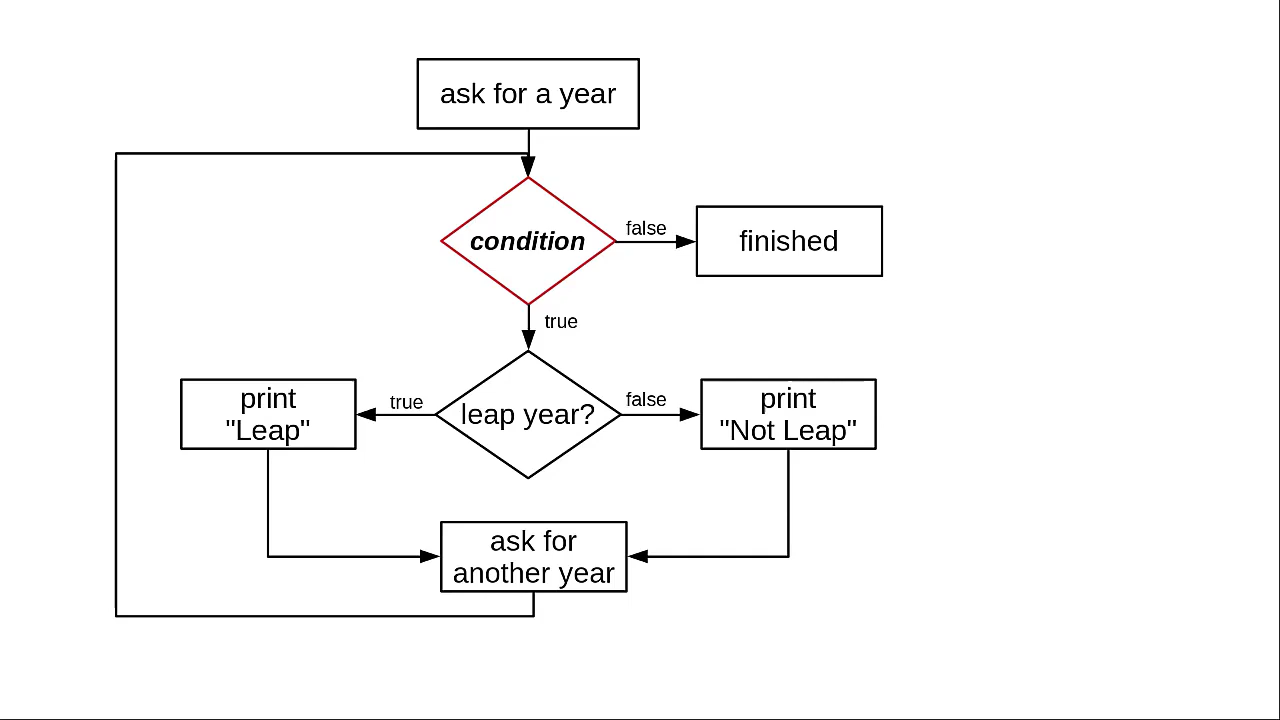 ask for a year
condition
false
finished
true
print
"Leap"
true
leap year?
false
print
"Not Leap"
ask for
another year